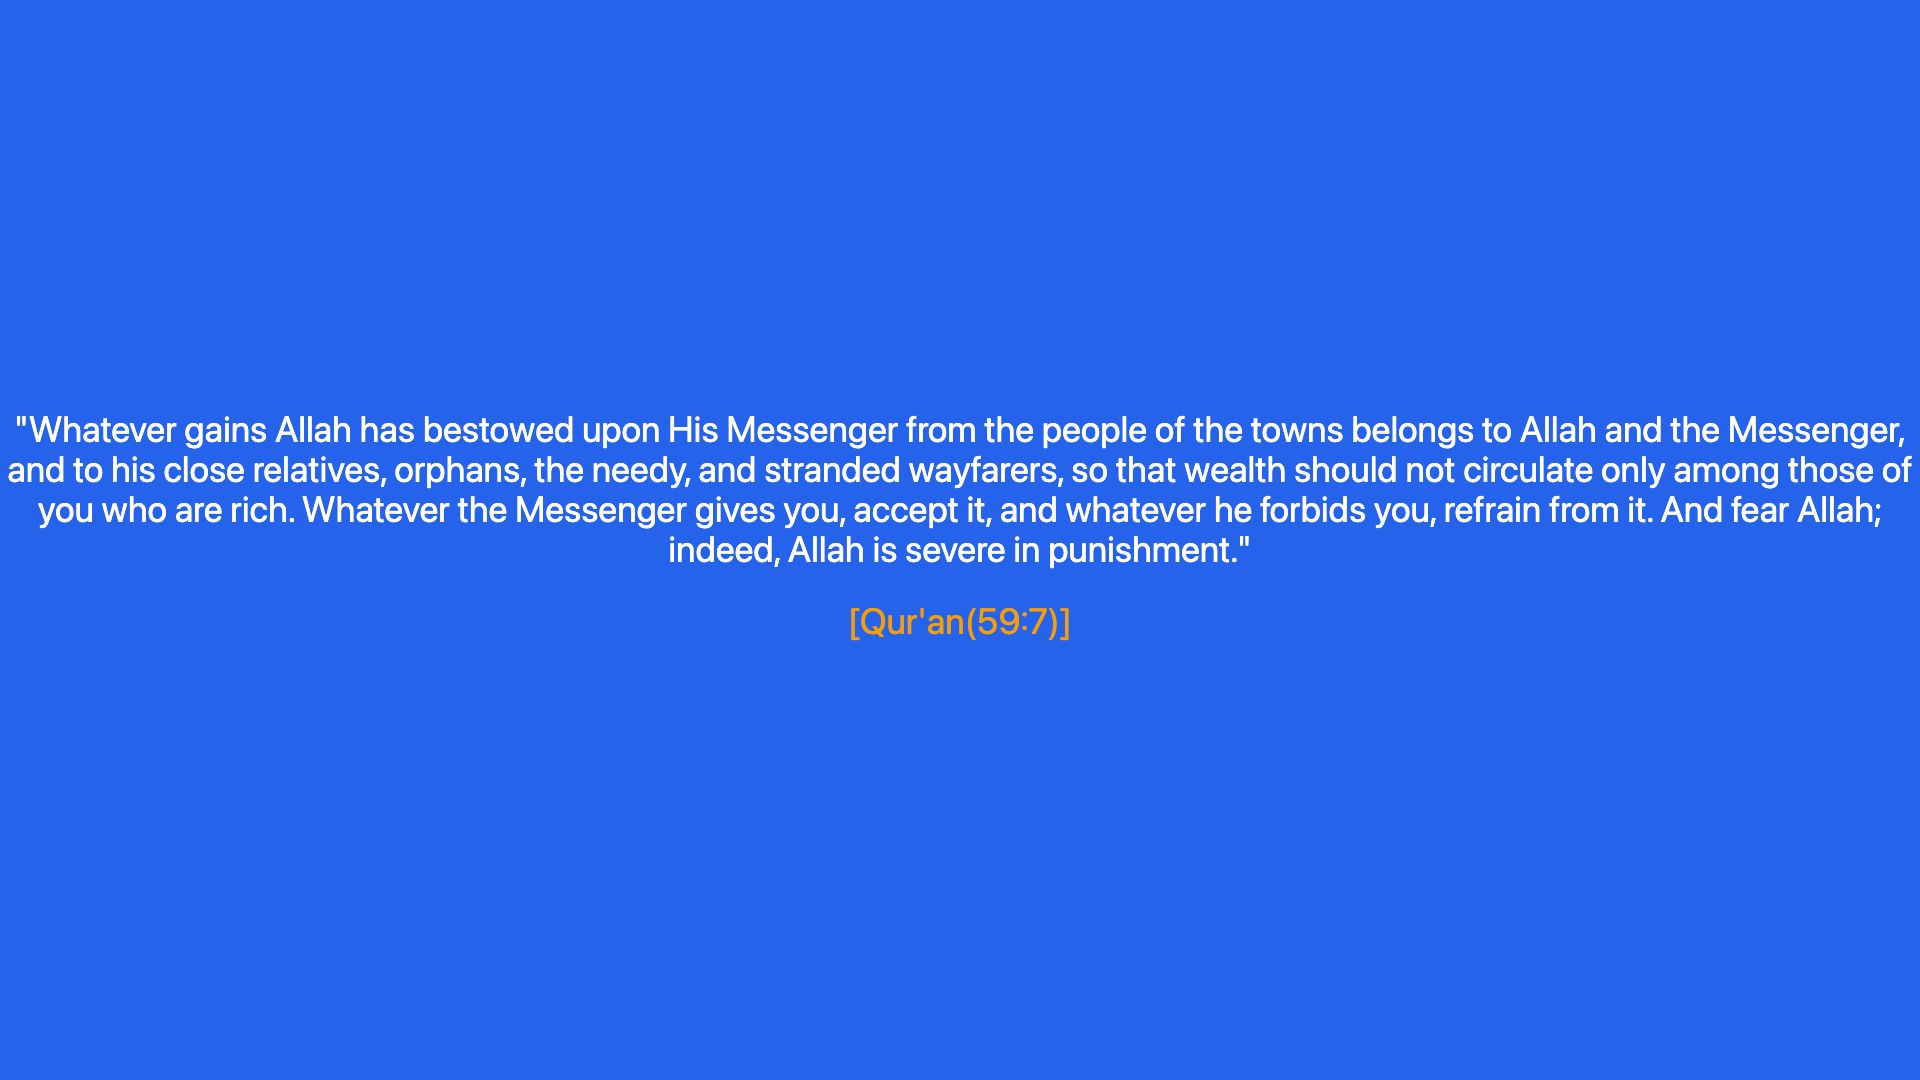 "Whatever gains Allah has bestowed upon His Messenger from the people of the towns belongs to Allah and the Messenger,
and to his close relatives, orphans, the needy, and stranded wayfarers, so that wealth should not circulate only among those of
you who are rich. Whatever the Messenger gives you, accept it, and whatever he forbids you, refrain from it. And fear Allah;
indeed, Allah is severe in punishment."
[Qur'an(59:7)]